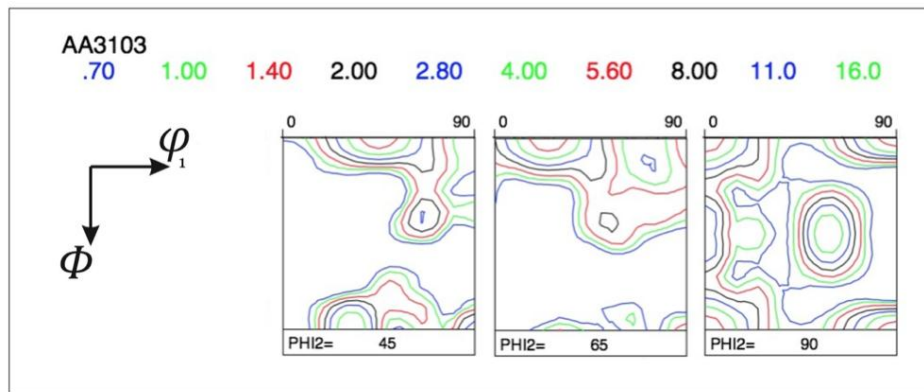 AA3103
.70 1.00 1.40 2.00 2.80 4.00 5.60 8.00 11.0 16.0
0 90 0 90 0 90
φ1
Φ
PHI2= 45 PHI2= 65 PHI2= 90